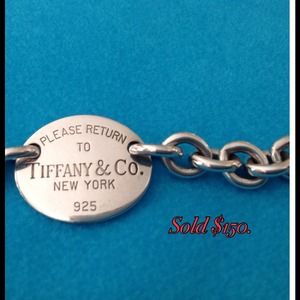 PLEASE RETURN
TO
TIFFANY & CO.
NEW YORK
925
Sold $150.